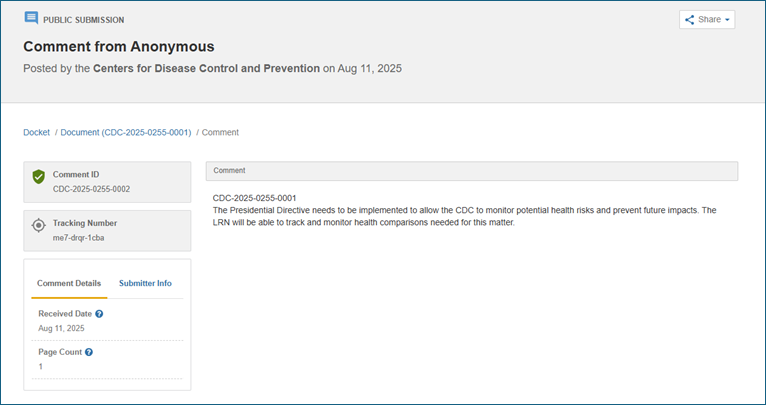 PUBLIC SUBMISSION
Share
Comment from Anonymous
Posted by the Centers for Disease Control and Prevention on Aug 11, 2025
Docket / Document (CDC-2025-0255-0001) / Comment
Comment ID
CDC-2025-0255-0002
Tracking Number
me7-drqr-1cba
Comment Details
Submitter Info
Received Date
Aug 11, 2025
Page Count
1
Comment
CDC-2025-0255-0001
The Presidential Directive needs to be implemented to allow the CDC to monitor potential health risks and prevent future impacts. The
LRN will be able to track and monitor health comparisons needed for this matter.